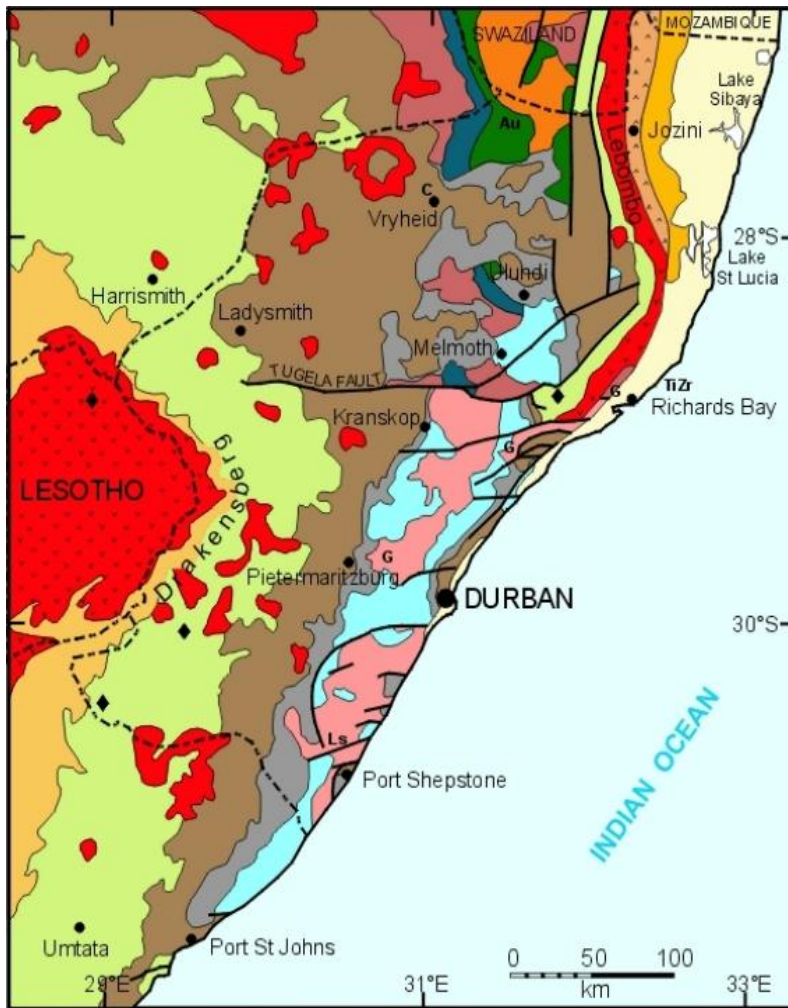 MOZAMBIQUE
SWAZILAND
Lake
Sibaya
Au
Jozini
Lebombo
C
Vryheid
28°S
Lake
St Lucia
Harrismith
Ulundi
Ladysmith
Melmoth
TUGELA FAULT
G
TiZr
Richards Bay
Kranskop
G
LESOTHO
Drakensberg
G
Pietermaritzburg
DURBAN
30°S
Ls
Port Shepstone
INDIAN OCEAN
Umtata
Port St Johns
0 50 100
km
29°E
31°E
33°E